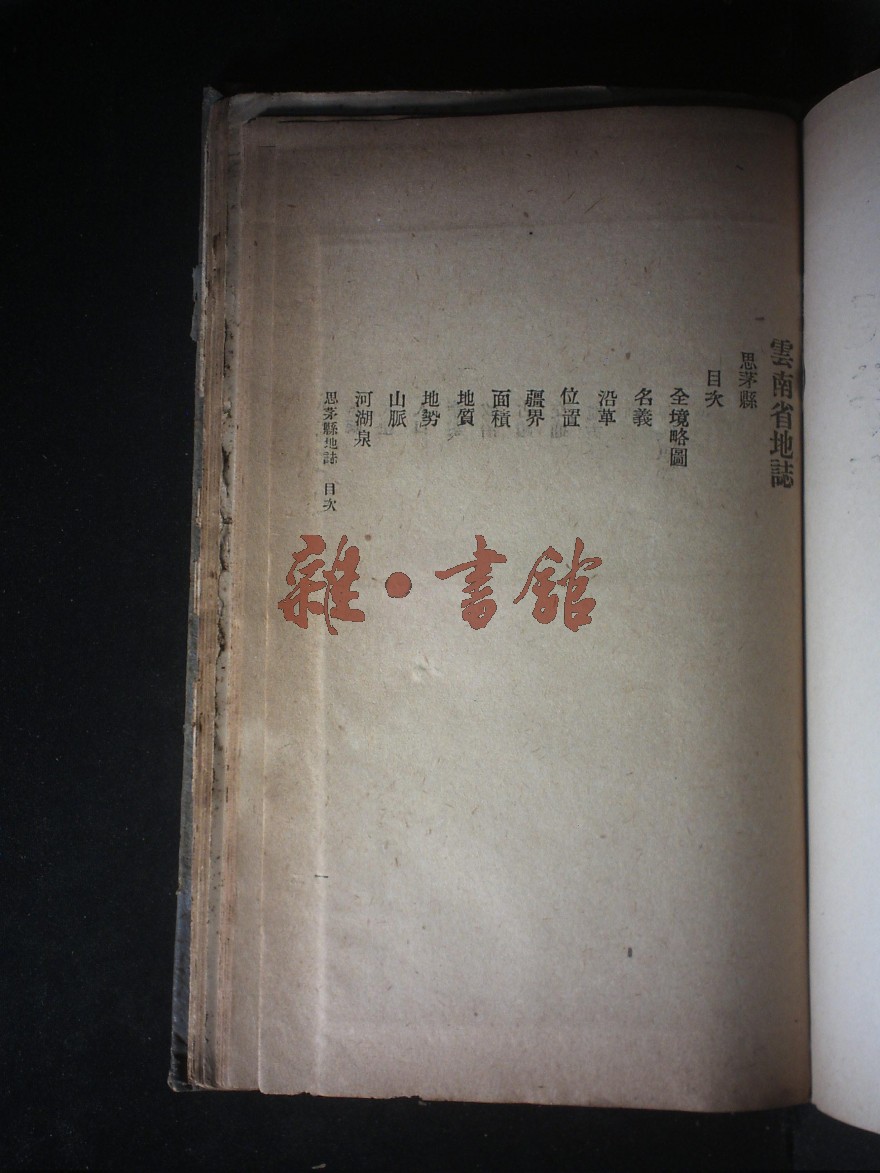 雲南省地誌
思茅縣
目次
全境略圖
名義
沿革
位置
疆界
面積
地質
地勢
山脈
河湖泉
思茅縣地誌 目次
雜·書館